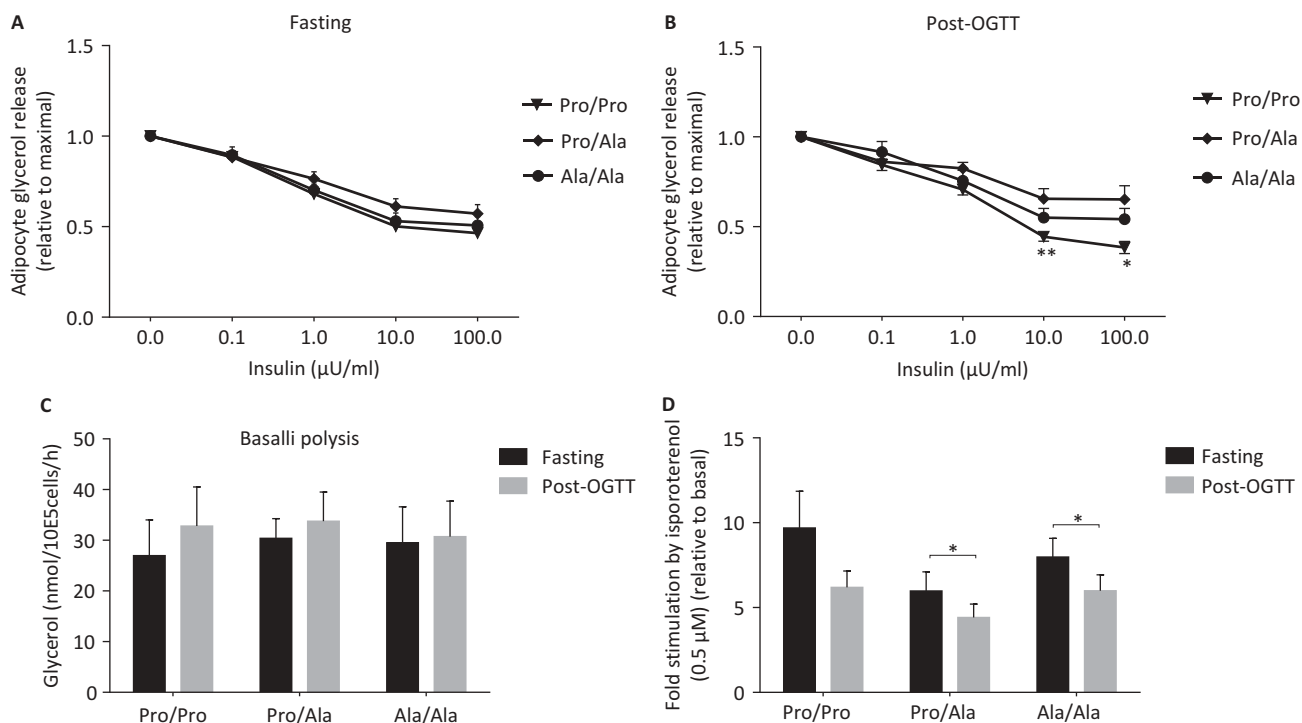 A
Fasting
Adipocyte glycerol release
(relative to maximal)
1.5
1.0
0.5
0.0
0.0 0.1 1.0 10.0 100.0
Insulin (µU/ml)
Pro/Pro
Pro/Ala
Ala/Ala
B
Post-OGTT
Adipocyte glycerol release
(relative to maximal)
1.5
1.0
0.5
0.0
** *
0.0 0.1 1.0 10.0 100.0
Insulin (µU/ml)
Pro/Pro
Pro/Ala
Ala/Ala
C
Basalli polysis
Glycerol (nmol/10E5cells/h)
50
40
30
20
10
0
Pro/Pro Pro/Ala Ala/Ala
Fasting
Post-OGTT
D
Fold stimulation by isporoterenol
(0.5 µM) (relative to basal)
15
10
5
0
* *
Pro/Pro Pro/Ala Ala/Ala
Fasting
Post-OGTT